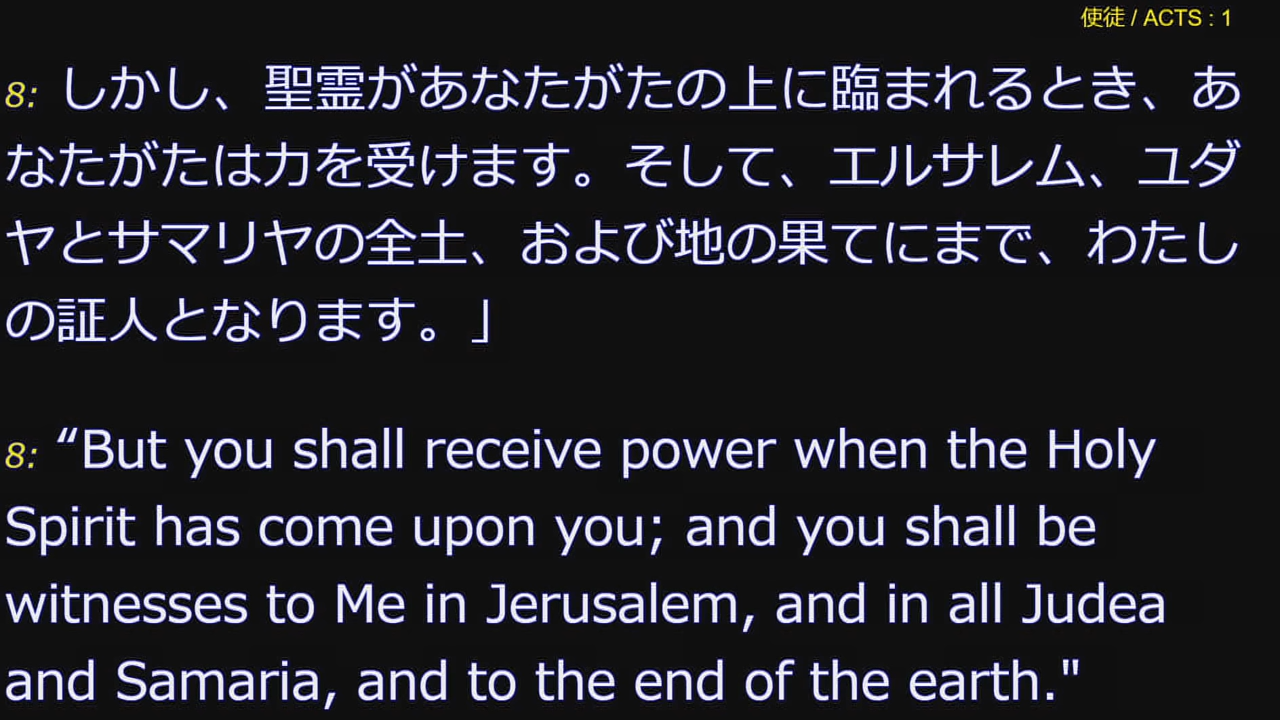 使徒 / ACTS : 1
8: しかし、聖霊があなたがたの上に臨まれるとき、あ
なたがたは力を受けます。そして、エルサレム、ユダ
ヤとサマリヤの全土、および地の果てにまで、わたし
の証人となります。」
8: “But you shall receive power when the Holy
Spirit has come upon you; and you shall be
witnesses to Me in Jerusalem, and in all Judea
and Samaria, and to the end of the earth."